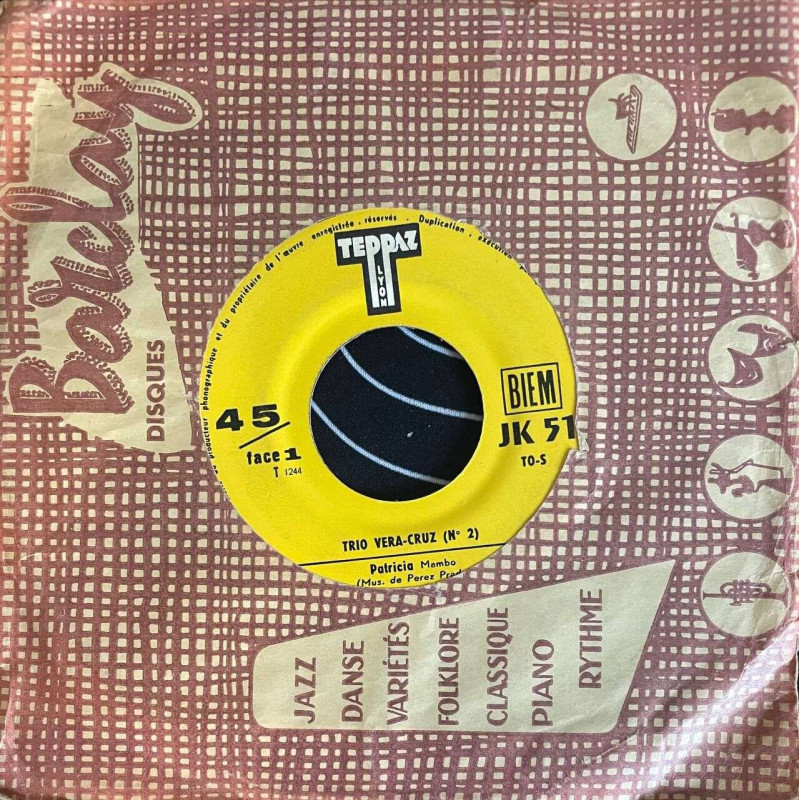 Barclay
DISQUES
du producteur phonographique et du propriétaire de l'œuvre enregistrée, réservés. Duplication,
TEPPAZ
LYON
BIEM
45
face 1
T 1244
JK 51
TO-S
TRIO VERA-CRUZ (N° 2)
Patricia Mambo
(Mus. de Perez
JAZZ
DANSE
VARIÉTÉS
FOLKLORE
CLASSIQUE
PIANO
RYTHME